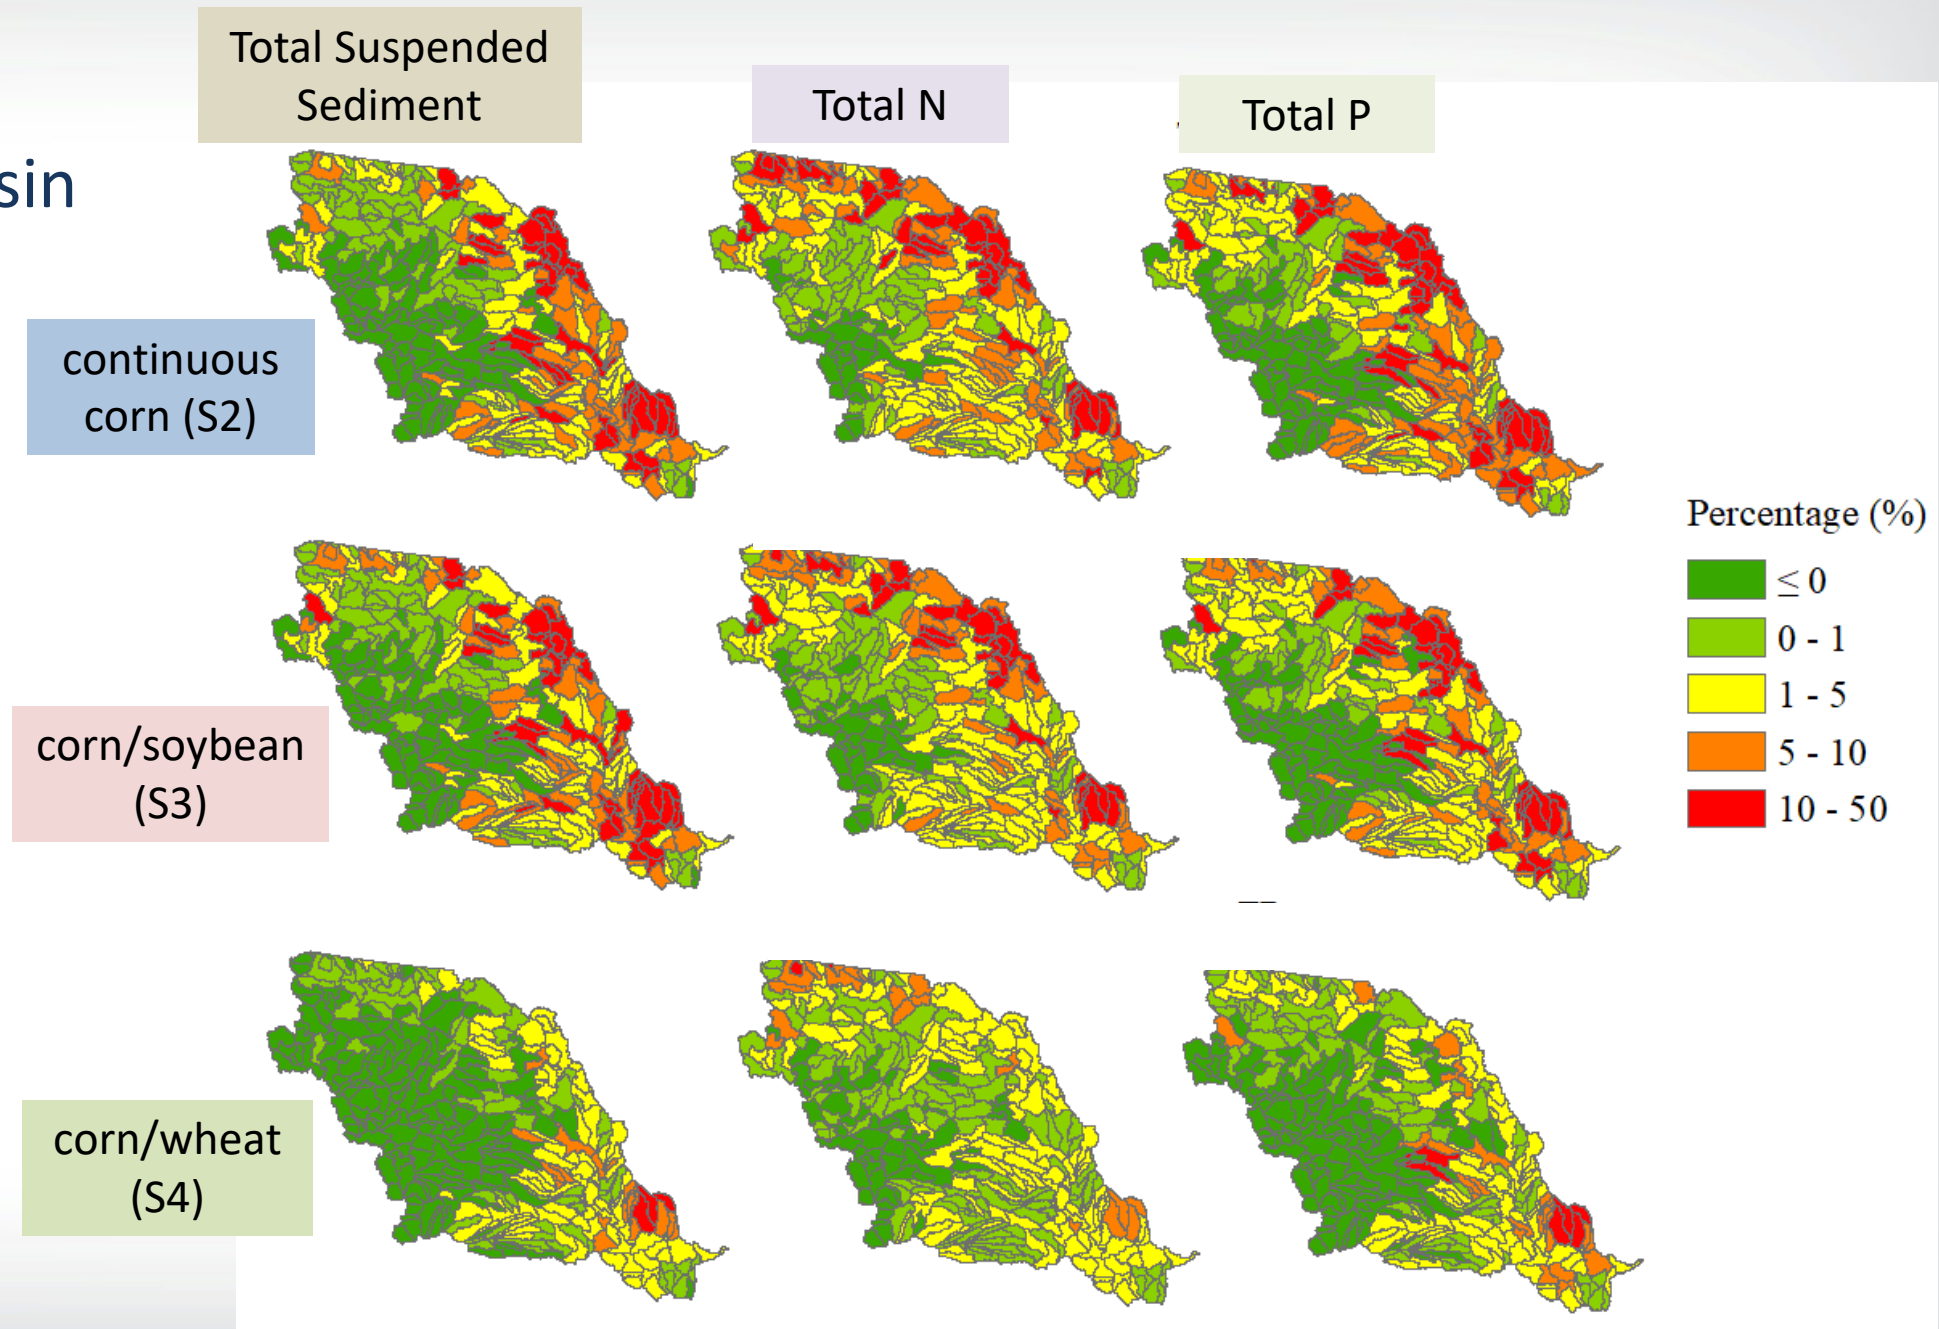 Total Suspended
Sediment
Total N
Total P
sin
continuous
corn (S2)
Percentage (%)
≤ 0
0 - 1
1 - 5
5 - 10
10 - 50
corn/soybean
(S3)
corn/wheat
(S4)